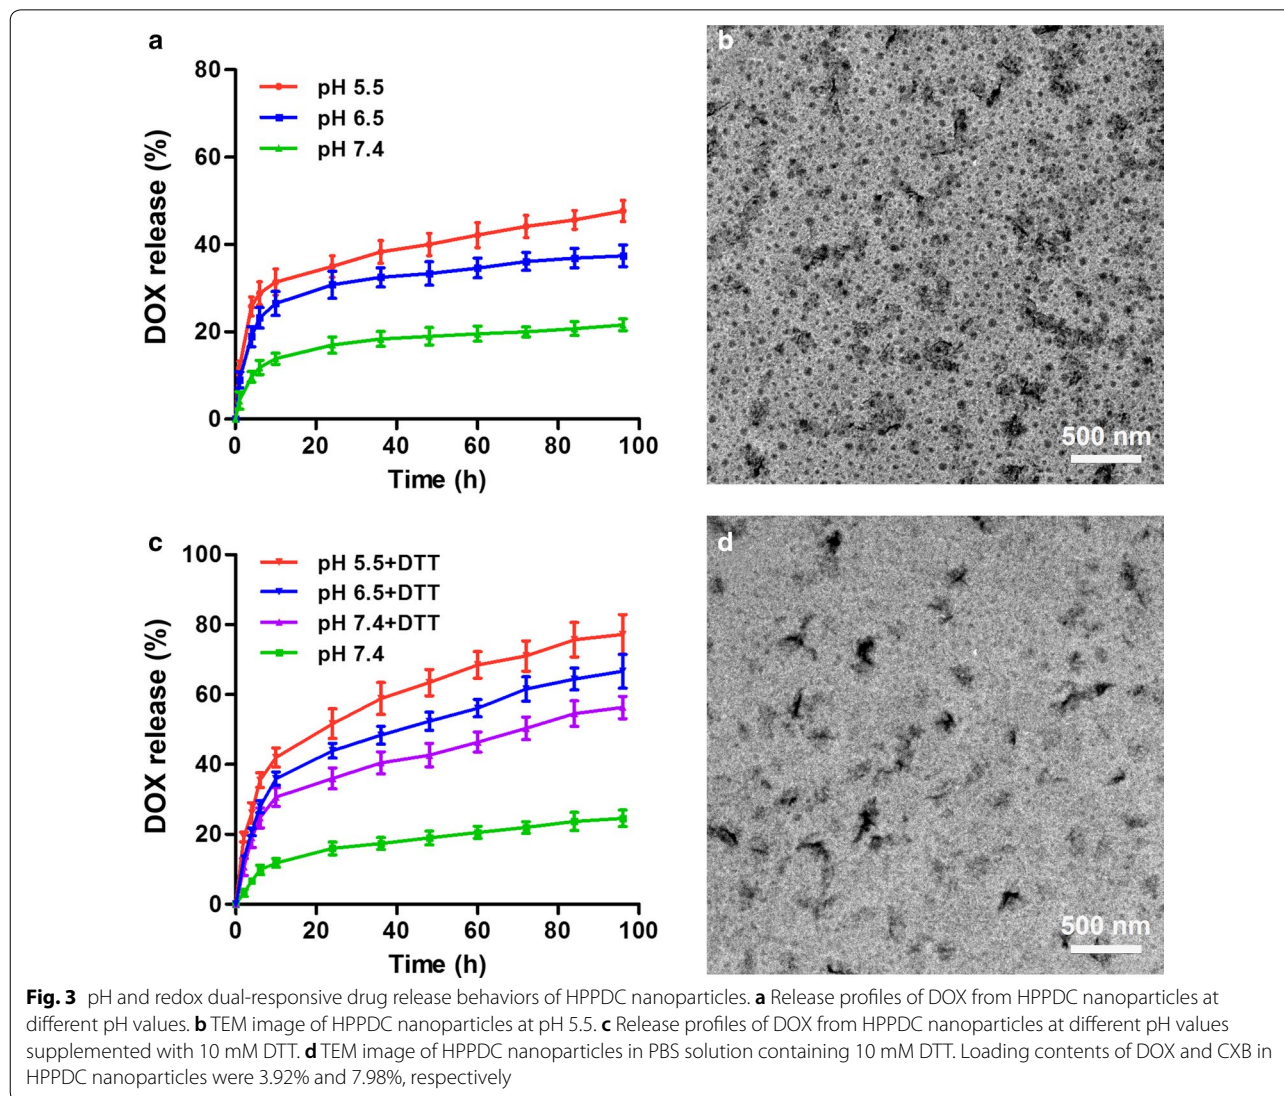 a
80
60
40
20
0
DOX release (%)
pH 5.5
pH 6.5
pH 7.4
0 20 40 60 80 100
Time (h)
b
500 nm
c
100
80
60
40
20
0
DOX release (%)
pH 5.5+DTT
pH 6.5+DTT
pH 7.4+DTT
pH 7.4
0 20 40 60 80 100
Time (h)
d
500 nm
Fig. 3 pH and redox dual-responsive drug release behaviors of HPPDC nanoparticles. a Release profiles of DOX from HPPDC nanoparticles at
different pH values. b TEM image of HPPDC nanoparticles at pH 5.5. c Release profiles of DOX from HPPDC nanoparticles at different pH values
supplemented with 10 mM DTT. d TEM image of HPPDC nanoparticles in PBS solution containing 10 mM DTT. Loading contents of DOX and CXB in
HPPDC nanoparticles were 3.92% and 7.98%, respectively